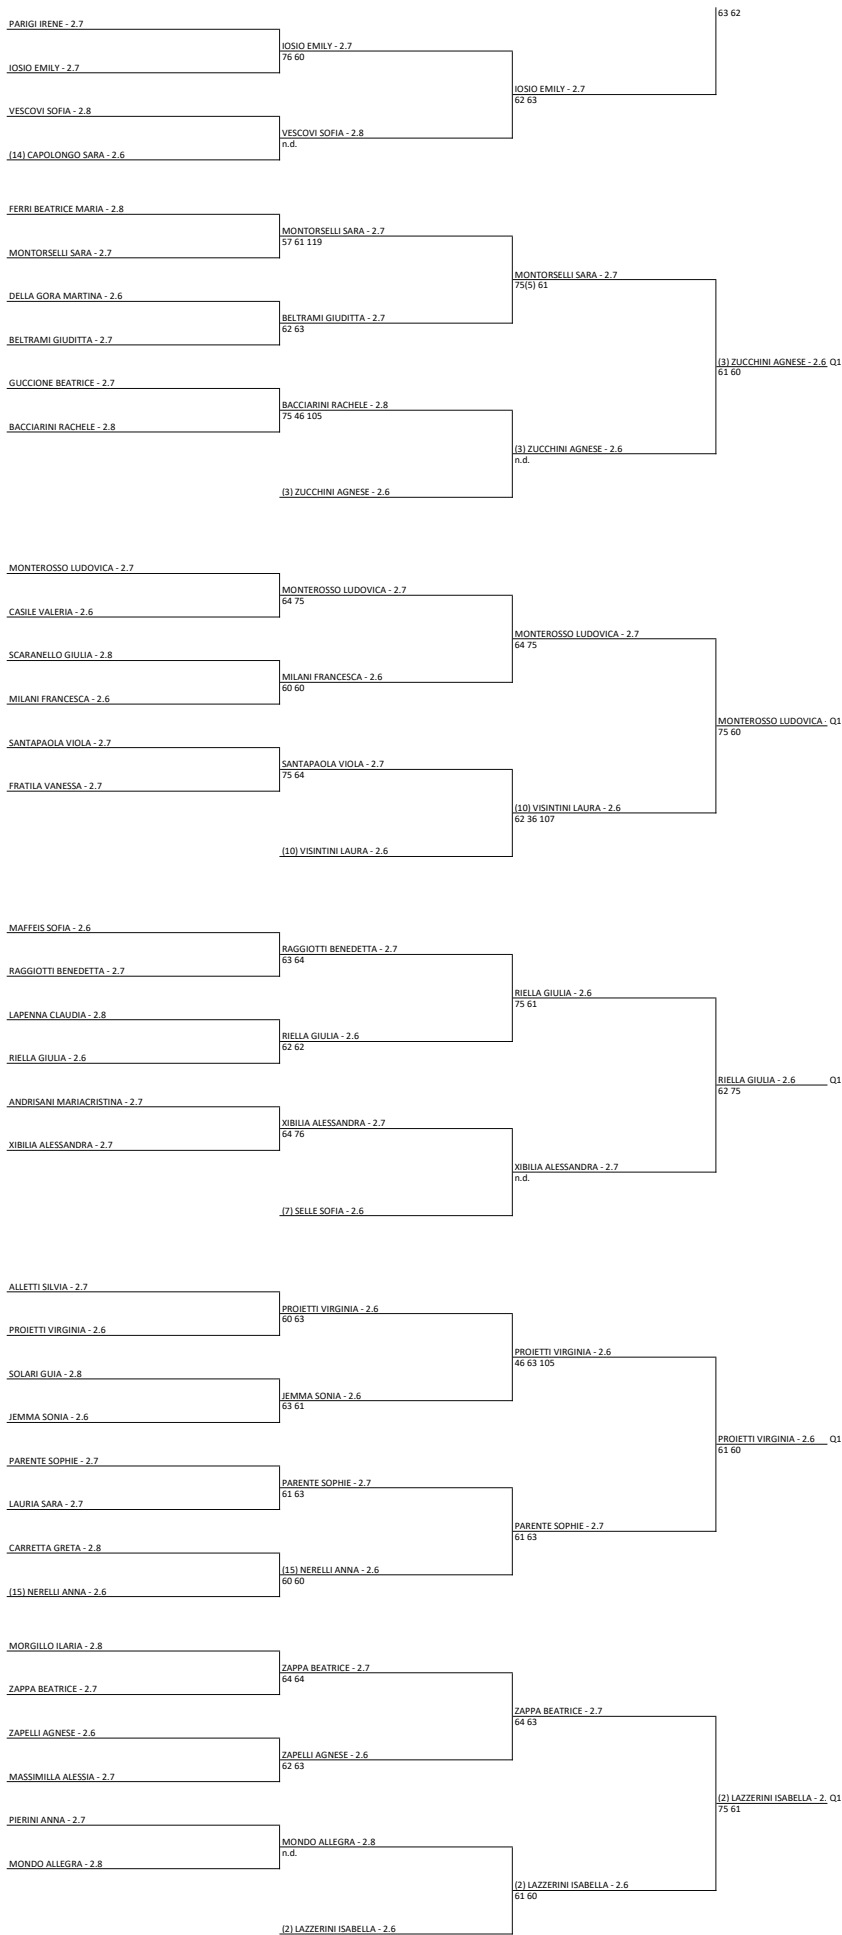 63 62
PARIGI IRENE - 2.7
IOSIO EMILY - 2.7
76 60
IOSIO EMILY - 2.7
IOSIO EMILY - 2.7
62 63
VESCOVI SOFIA - 2.8
VESCOVI SOFIA - 2.8
n.d.
(14) CAPOLONGO SARA - 2.6
FERRI BEATRICE MARIA - 2.8
MONTORSELLI SARA - 2.7
57 61 119
MONTORSELLI SARA - 2.7
MONTORSELLI SARA - 2.7
75(5) 61
DELLA GORA MARTINA - 2.6
BELTRAMI GIUDITTA - 2.7
62 63
BELTRAMI GIUDITTA - 2.7
(3) ZUCCHINI AGNESE - 2.6 Q1
61 60
GUCCIONE BEATRICE - 2.7
BACCIARINI RACHELE - 2.8
75 46 105
BACCIARINI RACHELE - 2.8
(3) ZUCCHINI AGNESE - 2.6
n.d.
(3) ZUCCHINI AGNESE - 2.6
MONTEROSSO LUDOVICA - 2.7
MONTEROSSO LUDOVICA - 2.7
64 75
CASILE VALERIA - 2.6
MONTEROSSO LUDOVICA - 2.7
64 75
SCARANELLO GIULIA - 2.8
MILANI FRANCESCA - 2.6
60 60
MILANI FRANCESCA - 2.6
MONTEROSSO LUDOVICA - Q1
75 60
SANTAPAOLA VIOLA - 2.7
SANTAPAOLA VIOLA - 2.7
75 64
FRATILA VANESSA - 2.7
(10) VISINTINI LAURA - 2.6
62 36 107
(10) VISINTINI LAURA - 2.6
MAFFEIS SOFIA - 2.6
RAGGIOTTI BENEDETTA - 2.7
63 64
RAGGIOTTI BENEDETTA - 2.7
RIELLA GIULIA - 2.6
75 61
LAPENNA CLAUDIA - 2.8
RIELLA GIULIA - 2.6
62 62
RIELLA GIULIA - 2.6
RIELLA GIULIA - 2.6 Q1
62 75
ANDRISANI MARIACRISTINA - 2.7
XIBILIA ALESSANDRA - 2.7
64 76
XIBILIA ALESSANDRA - 2.7
XIBILIA ALESSANDRA - 2.7
n.d.
(7) SELLE SOFIA - 2.6
ALLETTI SILVIA - 2.7
PROIETTI VIRGINIA - 2.6
60 63
PROIETTI VIRGINIA - 2.6
PROIETTI VIRGINIA - 2.6
46 63 105
SOLARI GUIA - 2.8
JEMMA SONIA - 2.6
63 61
JEMMA SONIA - 2.6
PROIETTI VIRGINIA - 2.6 Q1
61 60
PARENTE SOPHIE - 2.7
PARENTE SOPHIE - 2.7
61 63
LAURIA SARA - 2.7
PARENTE SOPHIE - 2.7
61 63
CARRETTA GRETA - 2.8
(15) NERELLI ANNA - 2.6
60 60
(15) NERELLI ANNA - 2.6
MORGILLO ILARIA - 2.8
ZAPPA BEATRICE - 2.7
64 64
ZAPPA BEATRICE - 2.7
ZAPPA BEATRICE - 2.7
64 63
ZAPELLI AGNESE - 2.6
ZAPELLI AGNESE - 2.6
62 63
MASSIMILLA ALESSIA - 2.7
(2) LAZZERINI ISABELLA - 2. Q1
75 61
PIERINI ANNA - 2.7
MONDO ALLEGRA - 2.8
n.d.
MONDO ALLEGRA - 2.8
(2) LAZZERINI ISABELLA - 2.6
61 60
(2) LAZZERINI ISABELLA - 2.6